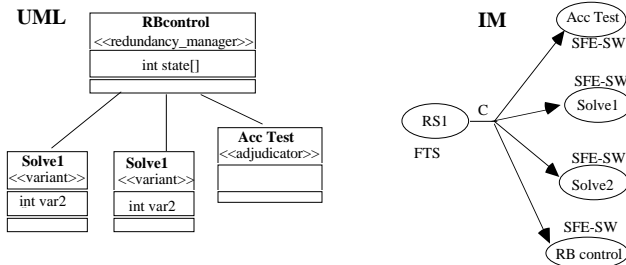 UML
RBcontrol
<<redundancy_manager>>
int state[]
Solve1
<<variant>>
int var2
Solve1
<<variant>>
int var2
Acc Test
<<adjudicator>>
IM
Acc Test
SFE-SW
SFE-SW
Solve1
C
RS1
FTS
SFE-SW
Solve2
SFE-SW
RB control